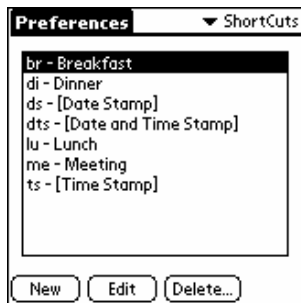 Preferences ShortCuts
br - Breakfast
di - Dinner
ds - [Date Stamp]
dts - [Date and Time Stamp]
lu - Lunch
me - Meeting
ts - [Time Stamp]
New Edit Delete...